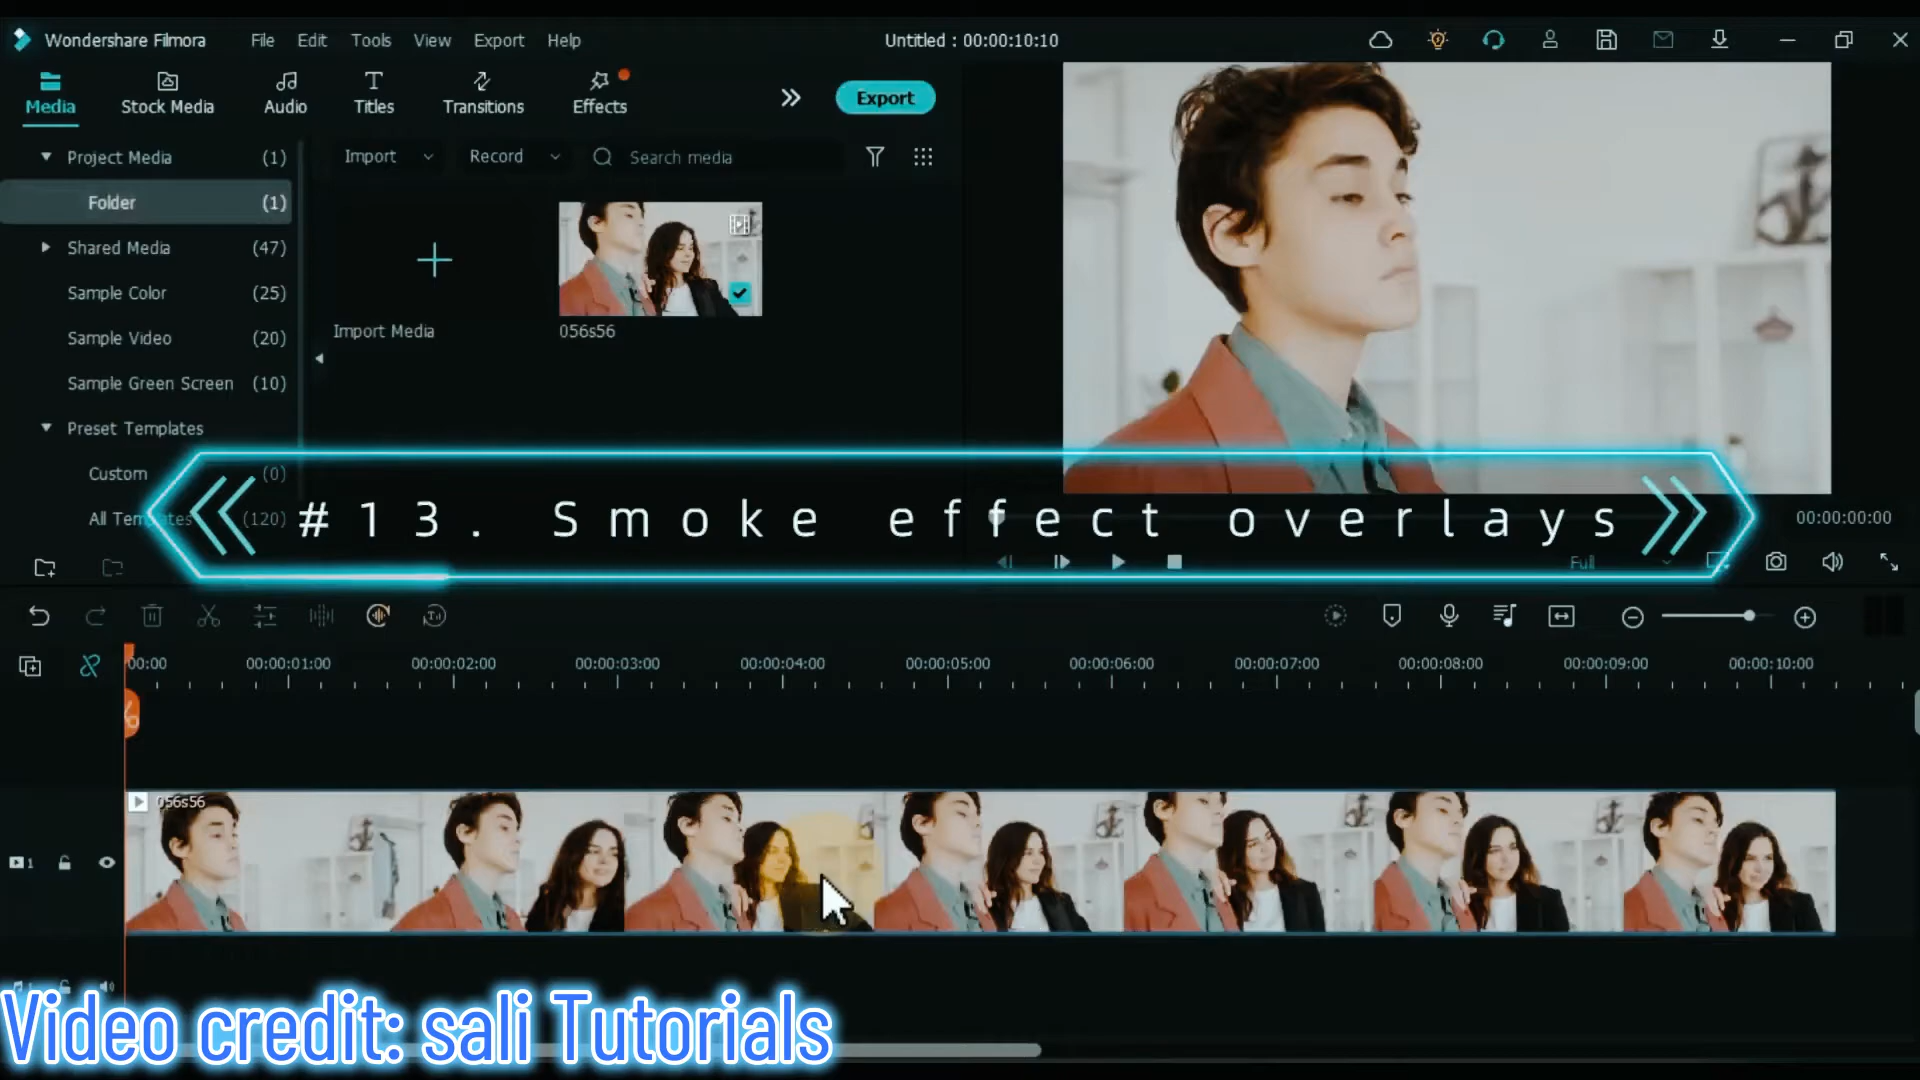 Wondershare Filmora File Edit Tools View Export Help Untitled : 00:00:10:10
Media Stock Media Audio Titles Transitions Effects Export
Project Media (1) Import Record Search media
Folder (1)
Shared Media (47)
Sample Color (25)
Sample Video (20)
Import Media 056s56
Sample Green Screen (10)
Preset Templates
Custom (0)
All Templates (120)
#13. Smoke effect overlays
00:00:00:00
Full
00:00 00:00:01:00 00:00:02:00 00:00:03:00 00:00:04:00 00:00:05:00 00:00:06:00 00:00:07:00 00:00:08:00 00:00:09:00 00:00:10:00
056s56
1
Video credit: sali Tutorials